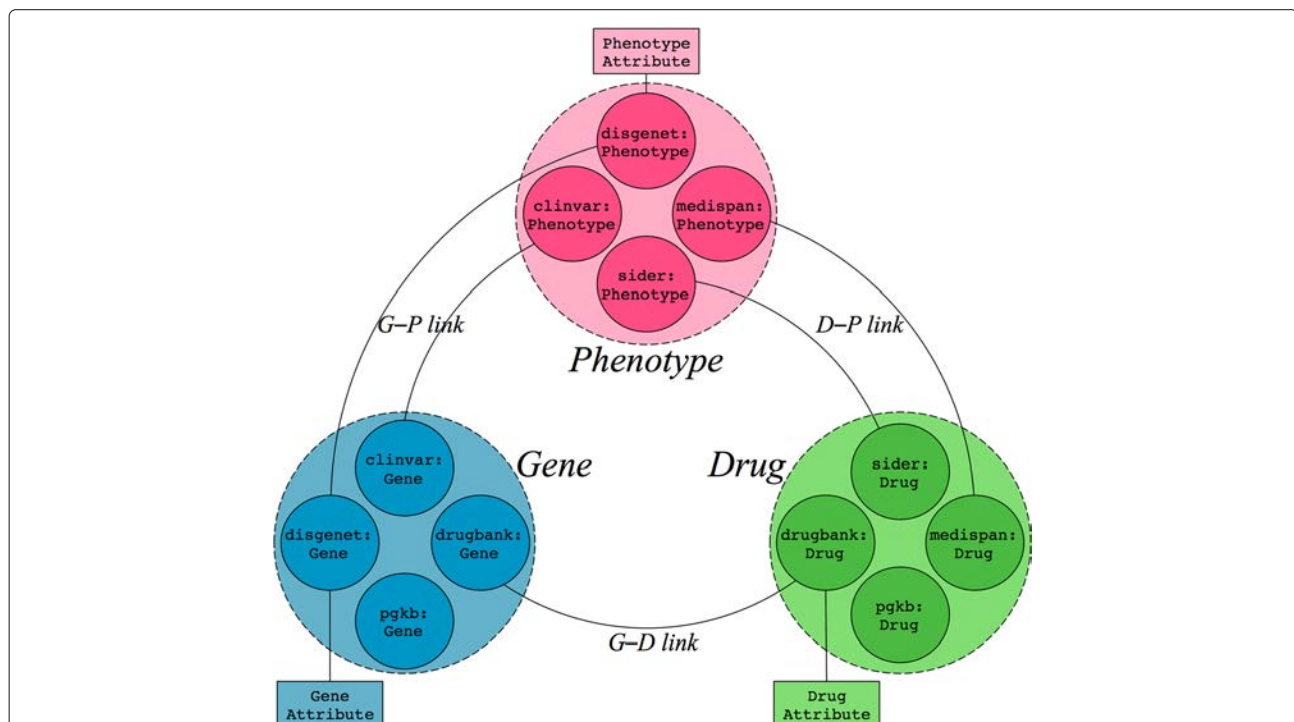 Phenotype
Attribute
disgenet:
Phenotype
clinvar:
Phenotype
medispan:
Phenotype
sider:
Phenotype
G–P link
D–P link
Phenotype
clinvar:
Gene
Gene
Drug
sider:
Drug
disgenet:
Gene
drugbank:
Gene
drugbank:
Drug
medispan:
Drug
pgkb:
Gene
pgkb:
Drug
G–D link
Gene
Attribute
Drug
Attribute